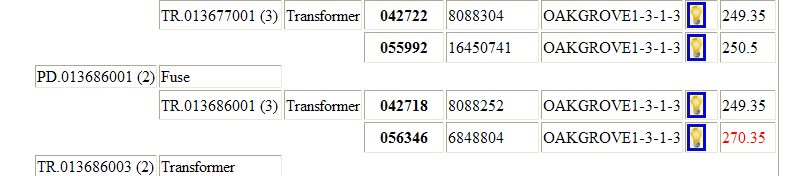 TR.013677001 (3) Transformer 042722 8088304 OAKGROVE1-3-1-3 249.35
055992 16450741 OAKGROVE1-3-1-3 250.5
PD.013686001 (2) Fuse
TR.013686001 (3) Transformer 042718 8088252 OAKGROVE1-3-1-3 249.35
056346 6848804 OAKGROVE1-3-1-3 270.35
TR.013686003 (2) Transformer